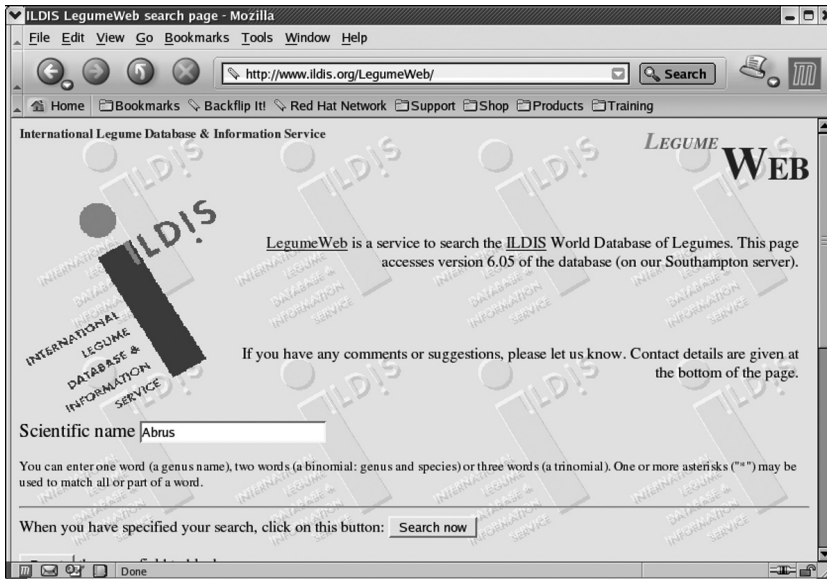 ILDIS LegumeWeb search page - Mozilla
File Edit View Go Bookmarks Tools Window Help
http://www.ildis.org/LegumeWeb/ Search
Home Bookmarks Backflip It! Red Hat Network Support Shop Products Training
International Legume Database & Information Service
LEGUME
WEB
ILDIS
INTERNATIONAL
LEGUME
DATABASE &
INFORMATION
SERVICE
LegumeWeb is a service to search the ILDIS World Database of Legumes. This page
accesses version 6.05 of the database (on our Southampton server).
If you have any comments or suggestions, please let us know. Contact details are given at
the bottom of the page.
Scientific name Abrus
You can enter one word (a genus name), two words (a binomial: genus and species) or three words (a trinomial). One or more asterisks ("*") may be
used to match all or part of a word.
When you have specified your search, click on this button: Search now
Done